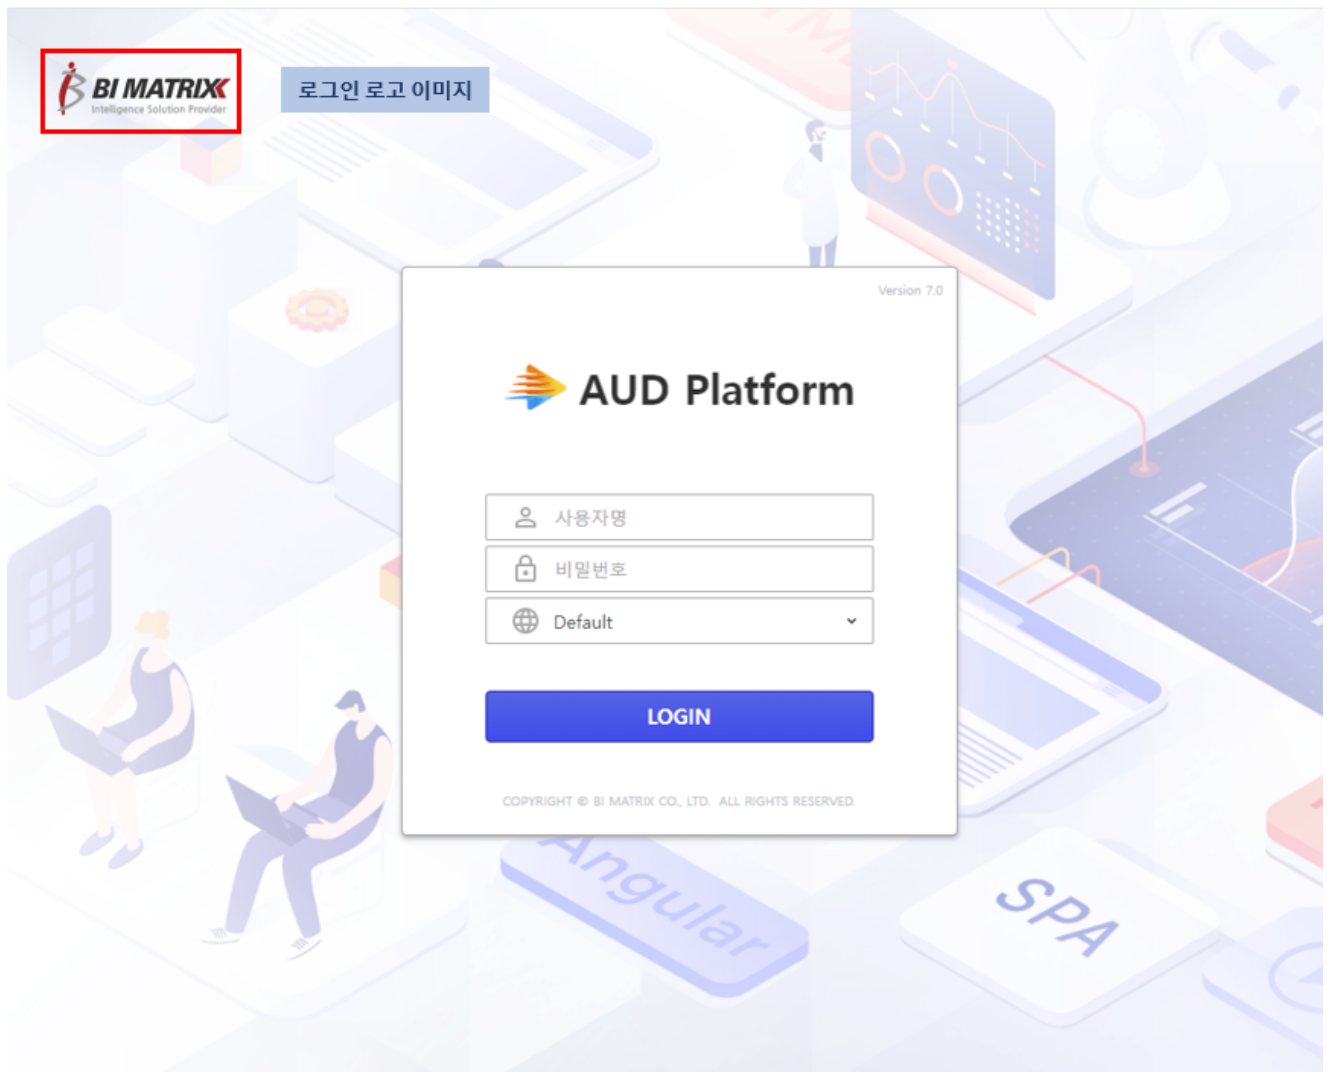 BI MATRIX
Intelligence Solution Provider
로그인 로고 이미지
Version 7.0
AUD Platform
사용자명
비밀번호
Default
LOGIN
COPYRIGHT © BI MATRIX CO., LTD. ALL RIGHTS RESERVED.
Angular
SPA